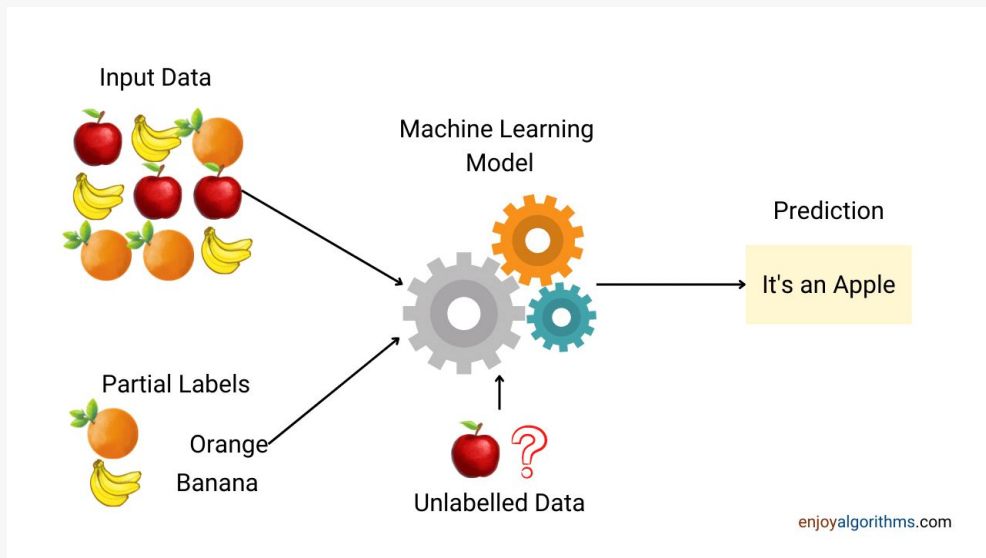 Input Data
Machine Learning
Model
Prediction
It's an Apple
Partial Labels
Orange
Banana
?
Unlabelled Data
enjoyalgorithms.com